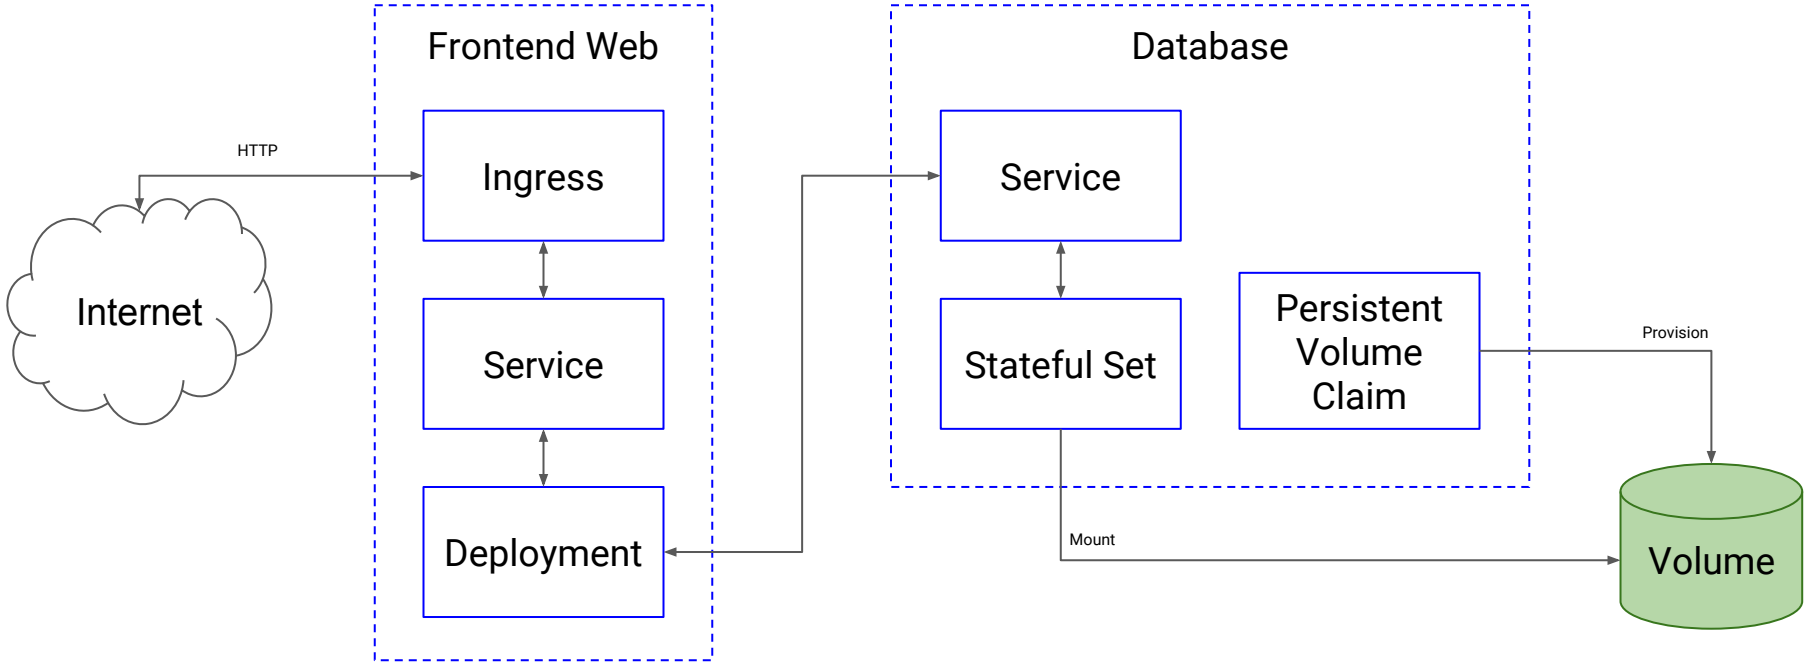 Frontend Web
Database
HTTP
Ingress
Service
Internet
Service
Deployment
Stateful Set
Persistent
Volume
Claim
Provision
Mount
Volume